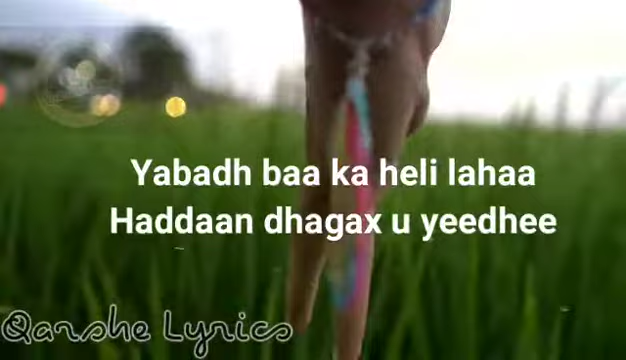 Yabadh baa ka heli lahaa
Haddaan dhagax u yeedhee
Qarshe Lyrics